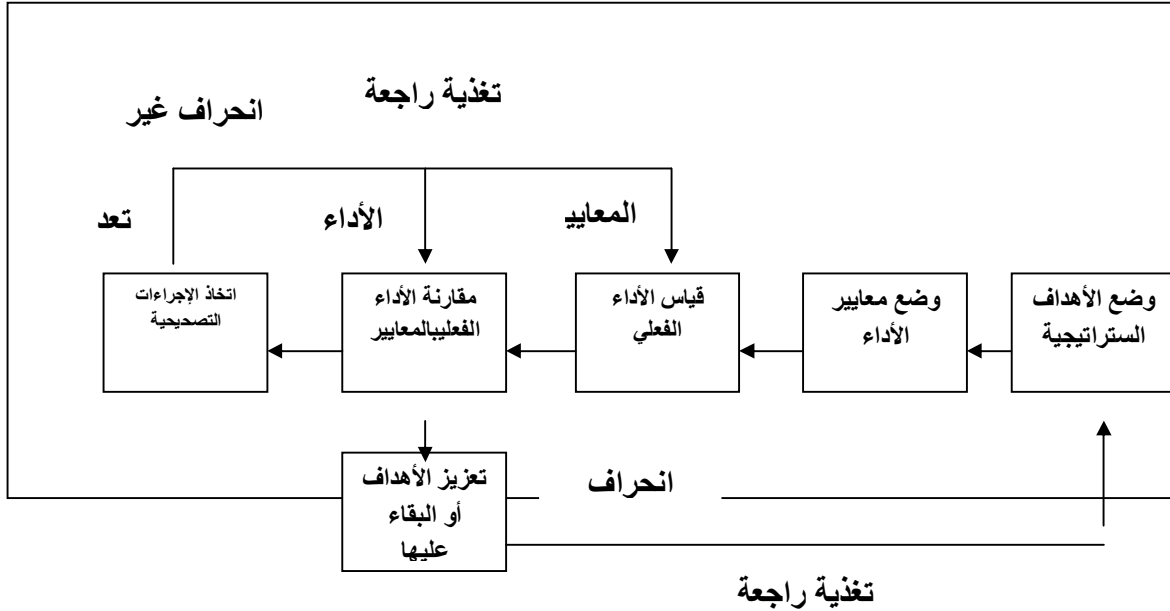 تغذية راجعة
انحراف غير
المعايي
الأداء
تعد
وضع الأهداف
الستراتيجية
وضع معايير
الأداء
قياس الأداء
الفعلي
مقارنة الأداء
الفعليبالمعايير
اتخاذ الإجراءات
التصحيحية
تعزيز الأهداف
أو البقاء
عليها
انحراف
تغذية راجعة